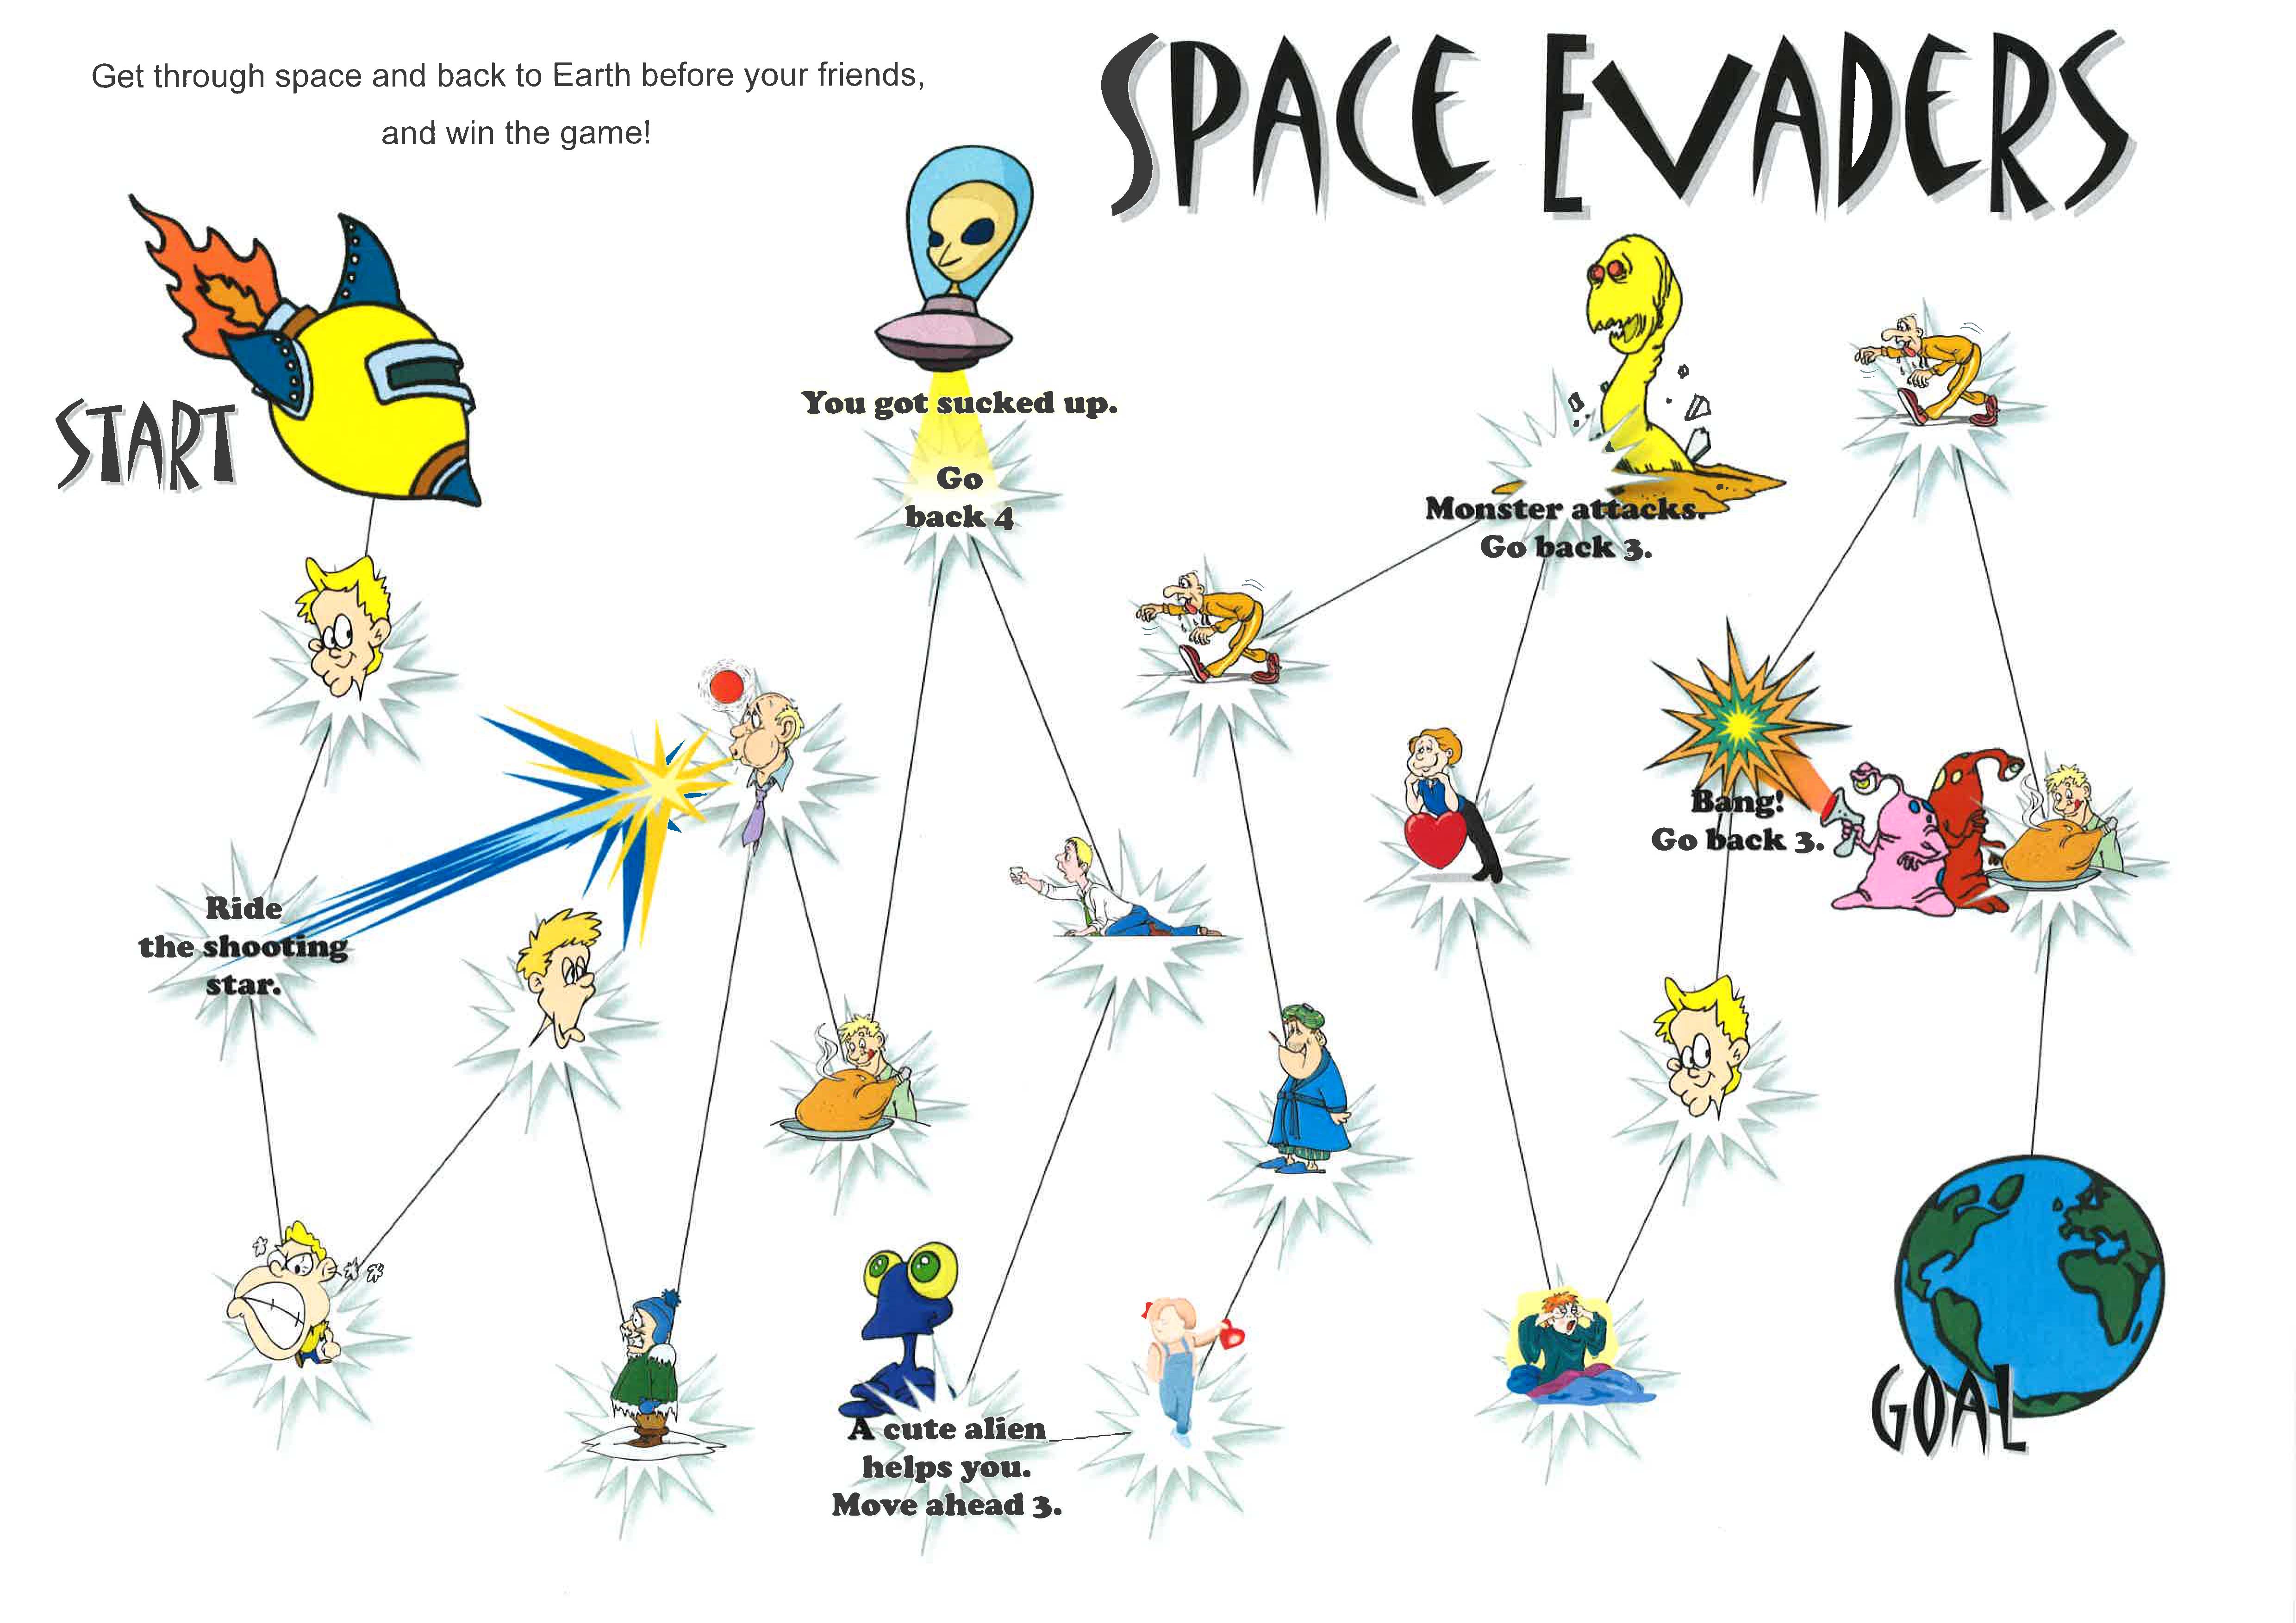 Get through space and back to Earth before your friends,
and win the game!
SPACE EVADERS
START
You got sucked up.
Go
back 4
Monster attacks.
Go back 3.
Bang!
Go back 3.
Ride
the shooting
star.
A cute alien
helps you.
Move ahead 3.
GOAL